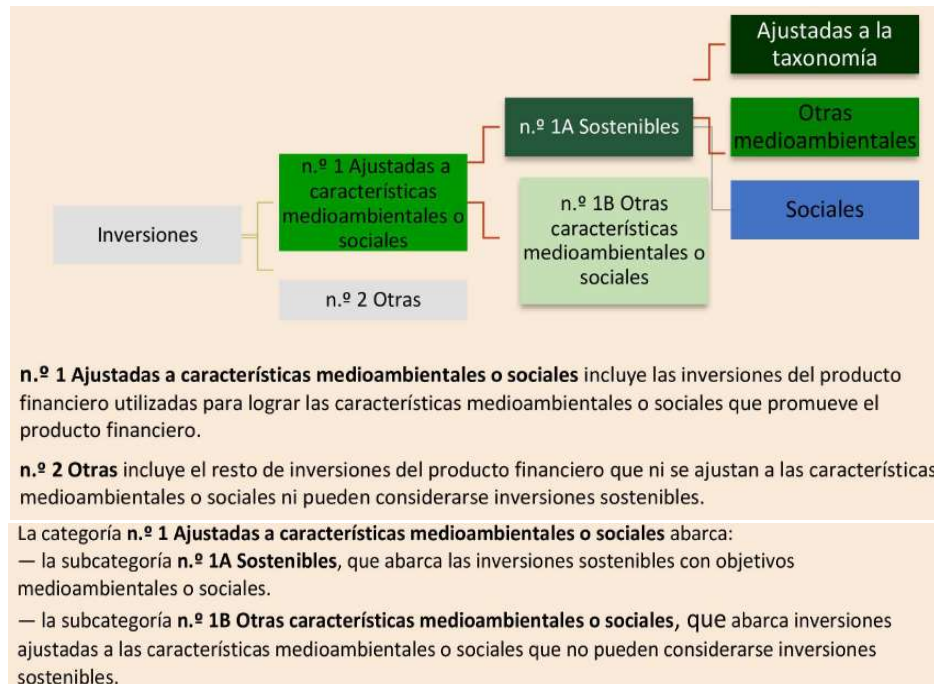 Ajustadas a la
taxonomía
n.º 1A Sostenibles
Otras
medioambientales
n.º 1 Ajustadas a
características
medioambientales o
sociales
n.º 1B Otras
características
medioambientales o
sociales
Sociales
Inversiones
n.º 2 Otras
n.º 1 Ajustadas a características medioambientales o sociales incluye las inversiones del producto
financiero utilizadas para lograr las características medioambientales o sociales que promueve el
producto financiero.
n.º 2 Otras incluye el resto de inversiones del producto financiero que ni se ajustan a las características
medioambientales o sociales ni pueden considerarse inversiones sostenibles.
La categoría n.º 1 Ajustadas a características medioambientales o sociales abarca:
— la subcategoría n.º 1A Sostenibles, que abarca las inversiones sostenibles con objetivos
medioambientales o sociales.
— la subcategoría n.º 1B Otras características medioambientales o sociales, que abarca inversiones
ajustadas a las características medioambientales o sociales que no pueden considerarse inversiones
sostenibles.